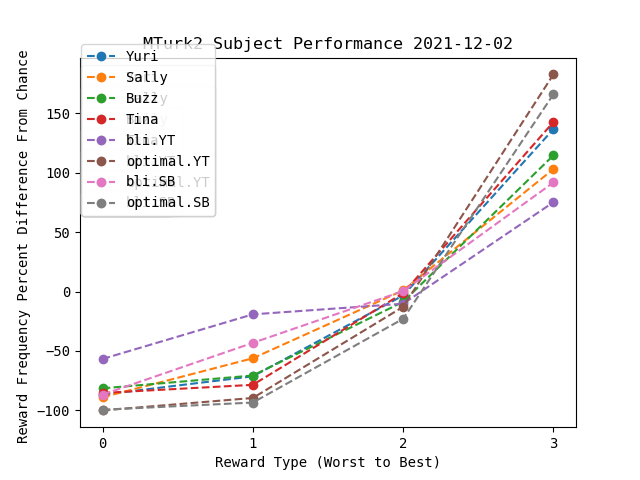 MTurk2 Subject Performance 2021-12-02
Yuri
Sally
Buzz
Tina
bli.YT
optimal.YT
bli.SB
optimal.SB
Reward Frequency Percent Difference From Chance
150
100
50
0
−50
−100
0 1 2 3
Reward Type (Worst to Best)